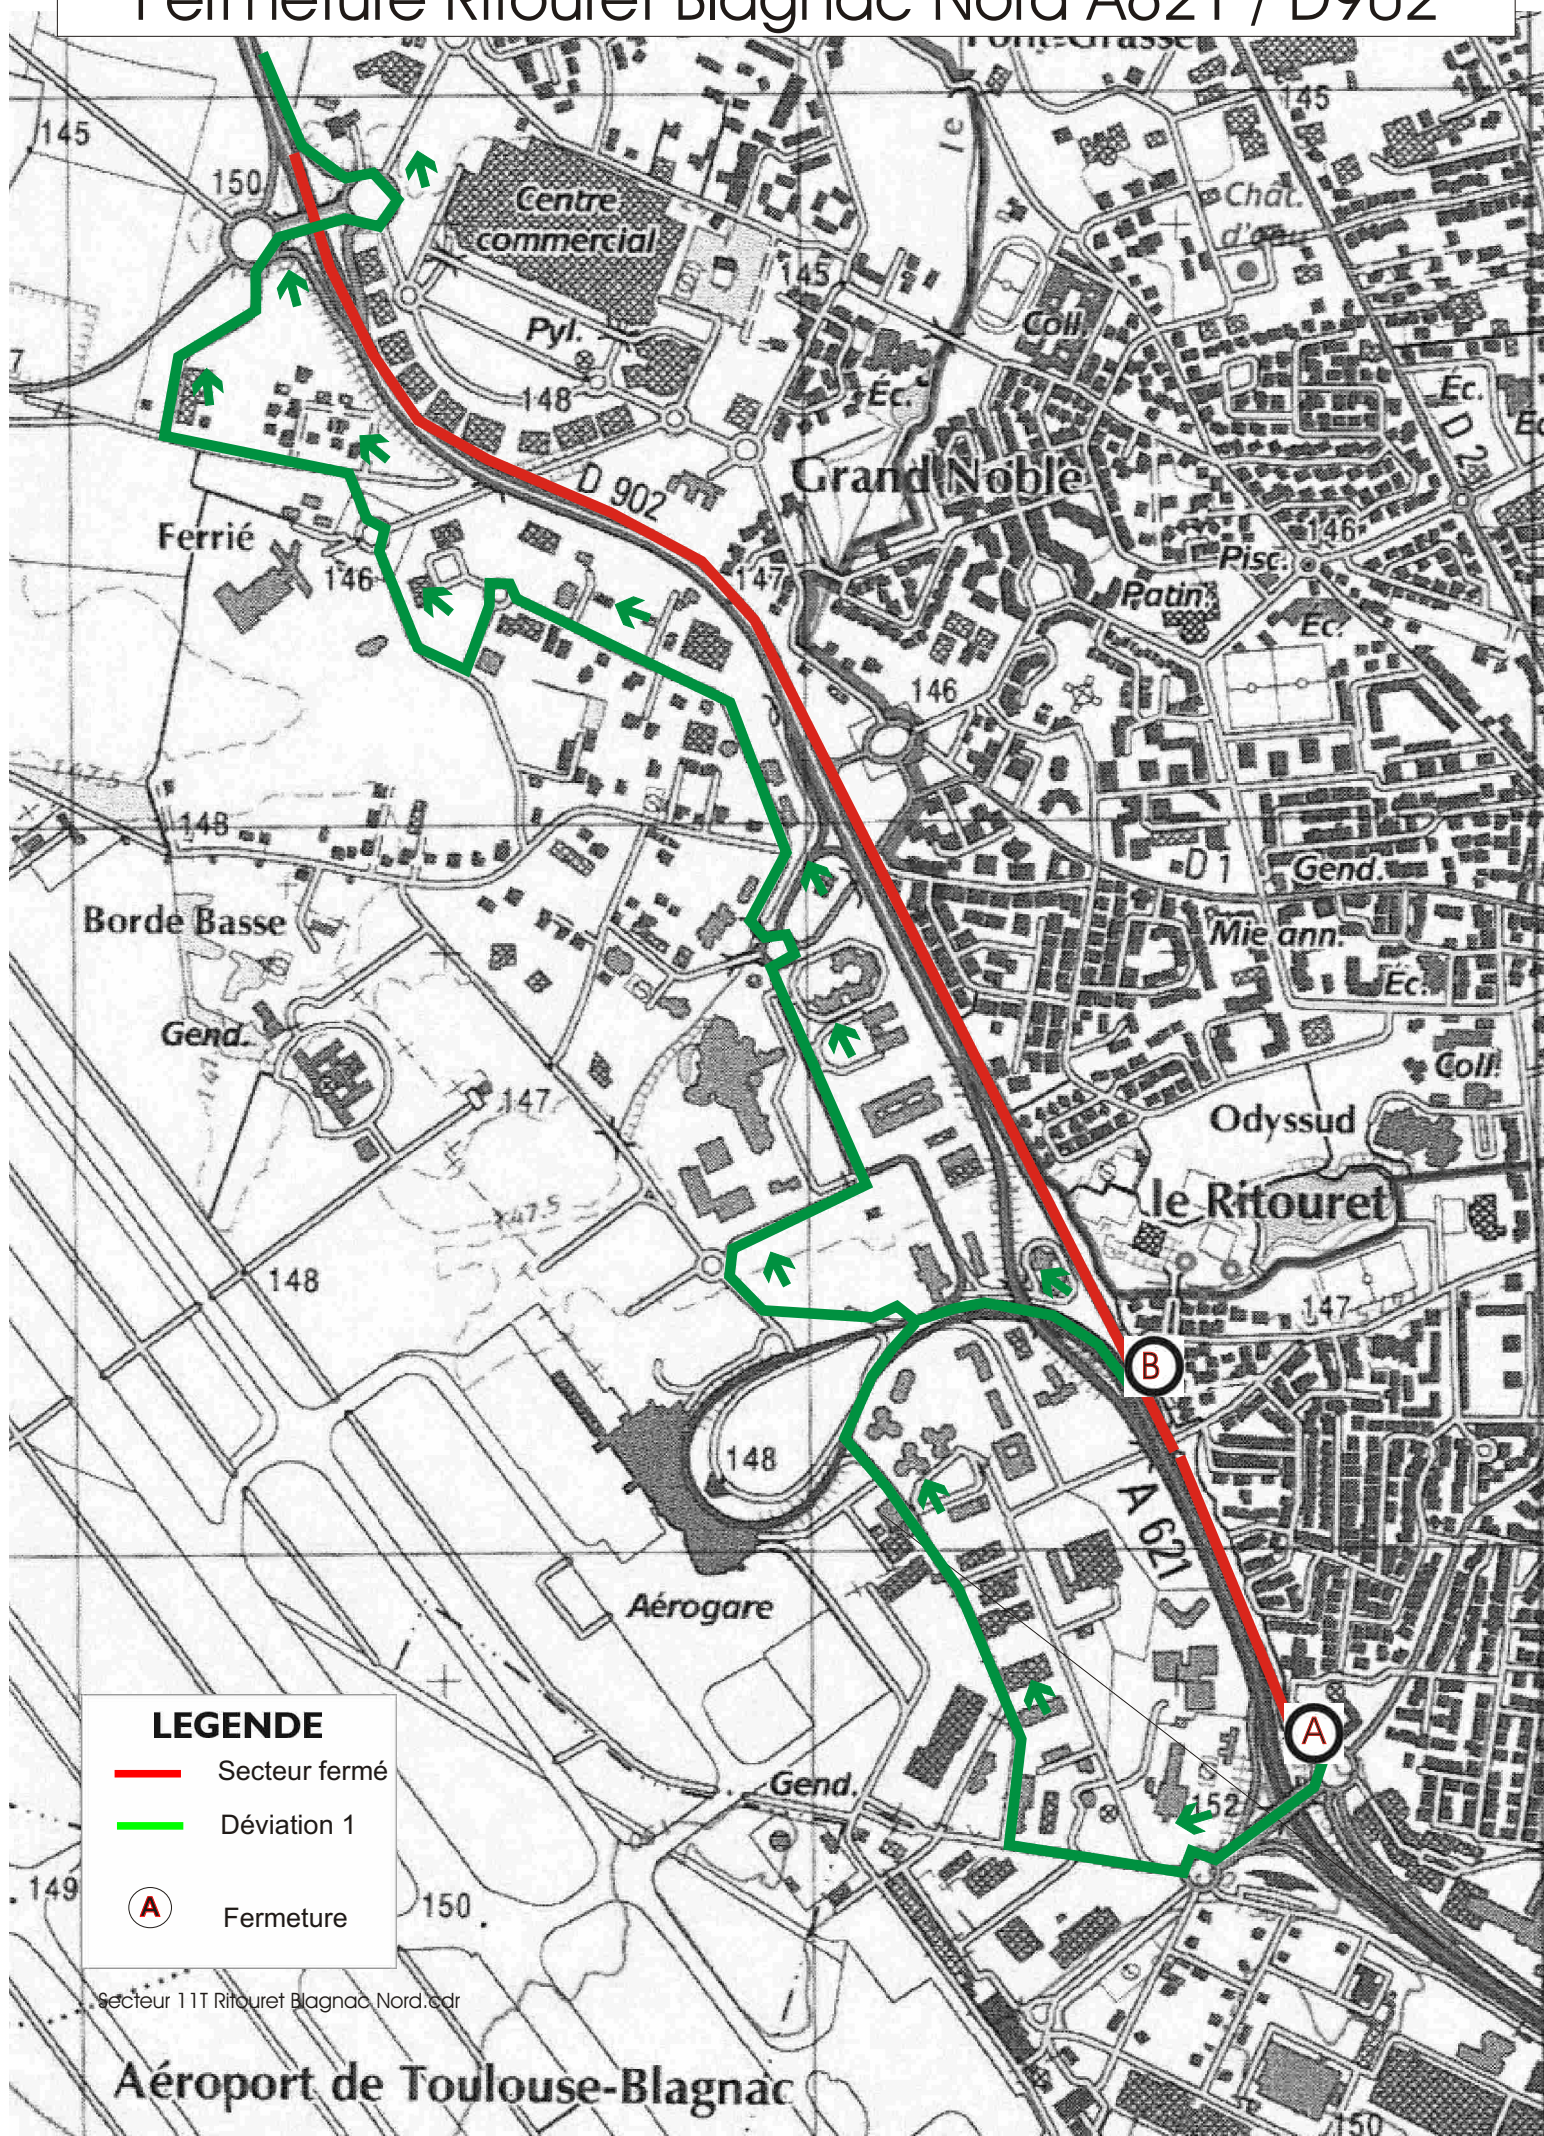 Fermeture Ritouret Blagnac Nord A621 / D902
Pont-Grasse
145
145
le
150
Centre
commercial
Chât.
d'eau
145
Pyl.
Coll.
7
148
Éc.
Éc.
D 2
Grand Noble
D 902
Ferrié
146
146
Pisc.
147
Patin.
Éc.
146
147.5
148
D 1
Gend.
Borde Basse
Mie ann.
Éc.
Gend.
147
147
Coll.
Odyssud
le Ritouret
147.5
148
147
B
148
A 621
Aérogare
LEGENDE
Secteur fermé
Déviation 1
A
Fermeture
A
Gend.
152
149
150
Secteur 11T Ritouret Blagnac Nord.cdr
Aéroport de Toulouse-Blagnac
150